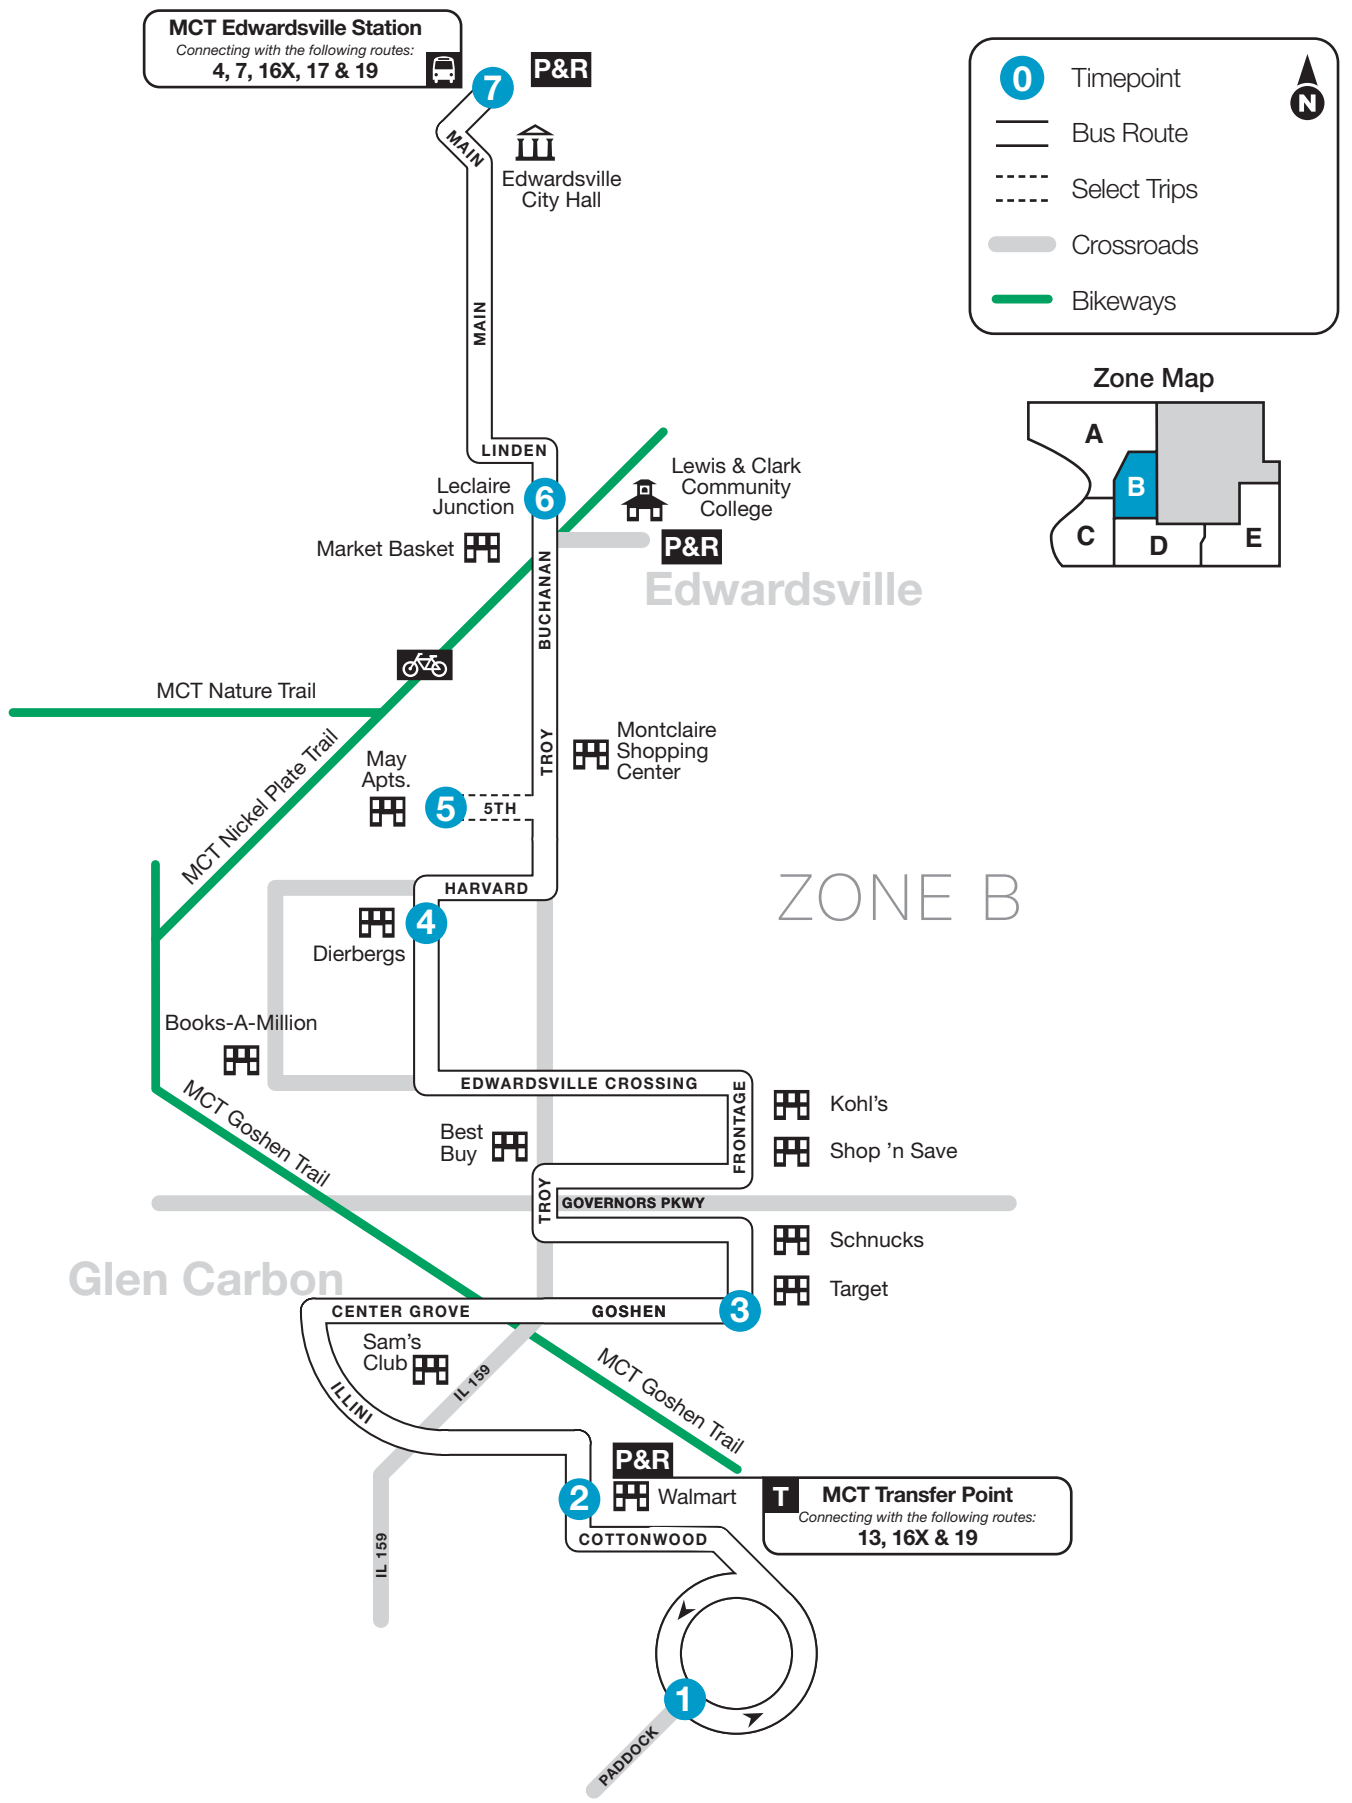 MCT Edwardsville Station
Connecting with the following routes:
4, 7, 16X, 17 & 19
7
P&R
MAIN
Edwardsville
City Hall
0
Timepoint
N
Bus Route
Select Trips
Crossroads
Bikeways
Zone Map
A
B
C
D
E
MAIN
LINDEN
Leclaire
Junction
6
Lewis & Clark
Community
College
Market Basket
P&R
Edwardsville
BUCHANAN
MCT Nature Trail
MCT Nickel Plate Trail
TROY
Montclaire
Shopping
Center
May
Apts.
5
5TH
HARVARD
4
Dierbergs
ZONE B
Books-A-Million
MCT Goshen Trail
EDWARDSVILLE CROSSING
FRONTAGE
Kohl's
Best
Buy
Shop 'n Save
TROY
GOVERNORS PKWY
Schnucks
Glen Carbon
Target
CENTER GROVE
GOSHEN
3
Sam's
Club
IL 159
ILLINI
MCT Goshen Trail
P&R
2
Walmart
T
MCT Transfer Point
Connecting with the following routes:
13, 16X & 19
COTTONWOOD
IL 159
1
PADDOCK